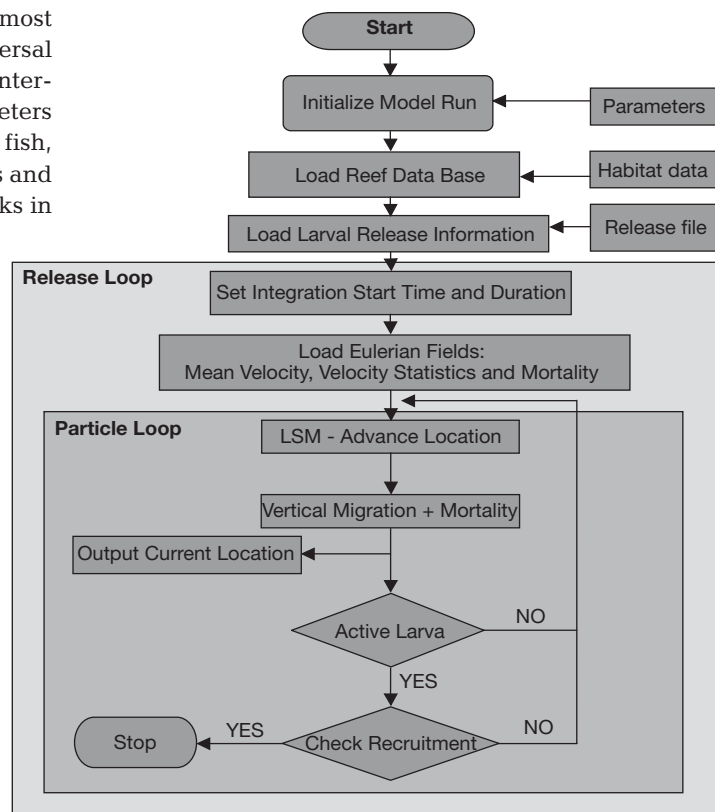 most
ersal
nter-
eters
fish,
s and
ks in
Start
Initialize Model Run
Parameters
Load Reef Data Base
Habitat data
Load Larval Release Information
Release file
Release Loop
Set Integration Start Time and Duration
Load Eulerian Fields:
Mean Velocity, Velocity Statistics and Mortality
Particle Loop
LSM - Advance Location
Vertical Migration + Mortality
Output Current Location
Active Larva
NO
YES
Check Recruitment
NO
YES
Stop